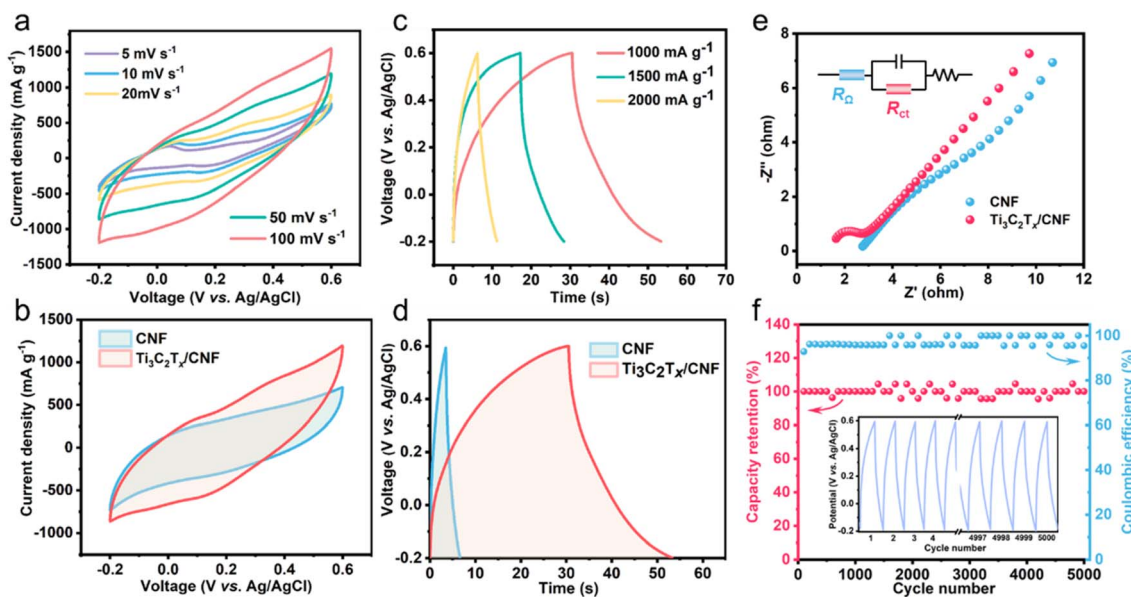 a
1500
1000
500
0
-500
-1000
-1500
Current density (mA g-1)
5 mV s-1
10 mV s-1
20mV s-1
50 mV s-1
100 mV s-1
-0.2 0.0 0.2 0.4 0.6
Voltage (V vs. Ag/AgCl)
c
0.6
0.4
0.2
0.0
-0.2
Voltage (V vs. Ag/AgCl)
1000 mA g-1
1500 mA g-1
2000 mA g-1
0 10 20 30 40 50 60 70
Time (s)
e
8
6
4
2
0
-Z'' (ohm)
RΩ
Rct
CNF
Ti3C2Tx/CNF
0 2 4 6 8 10 12
Z' (ohm)
b
1500
1000
500
0
-500
-1000
Current density (mA g-1)
CNF
Ti3C2Tx/CNF
-0.2 0.0 0.2 0.4 0.6
Voltage (V vs. Ag/AgCl)
d
0.6
0.4
0.2
0.0
-0.2
Voltage (V vs. Ag/AgCl)
CNF
Ti3C2Tx/CNF
0 10 20 30 40 50 60
Time (s)
f
140
120
100
80
60
40
20
0
Capacity retention (%)
100
80
60
40
20
0
Coulombic efficiency (%)
0.6
0.3
0.0
-0.2
Potential (V vs. Ag/AgCl)
1 2 3 4 4997 4998 4999 5000
Cycle number
0 1000 2000 3000 4000 5000
Cycle number